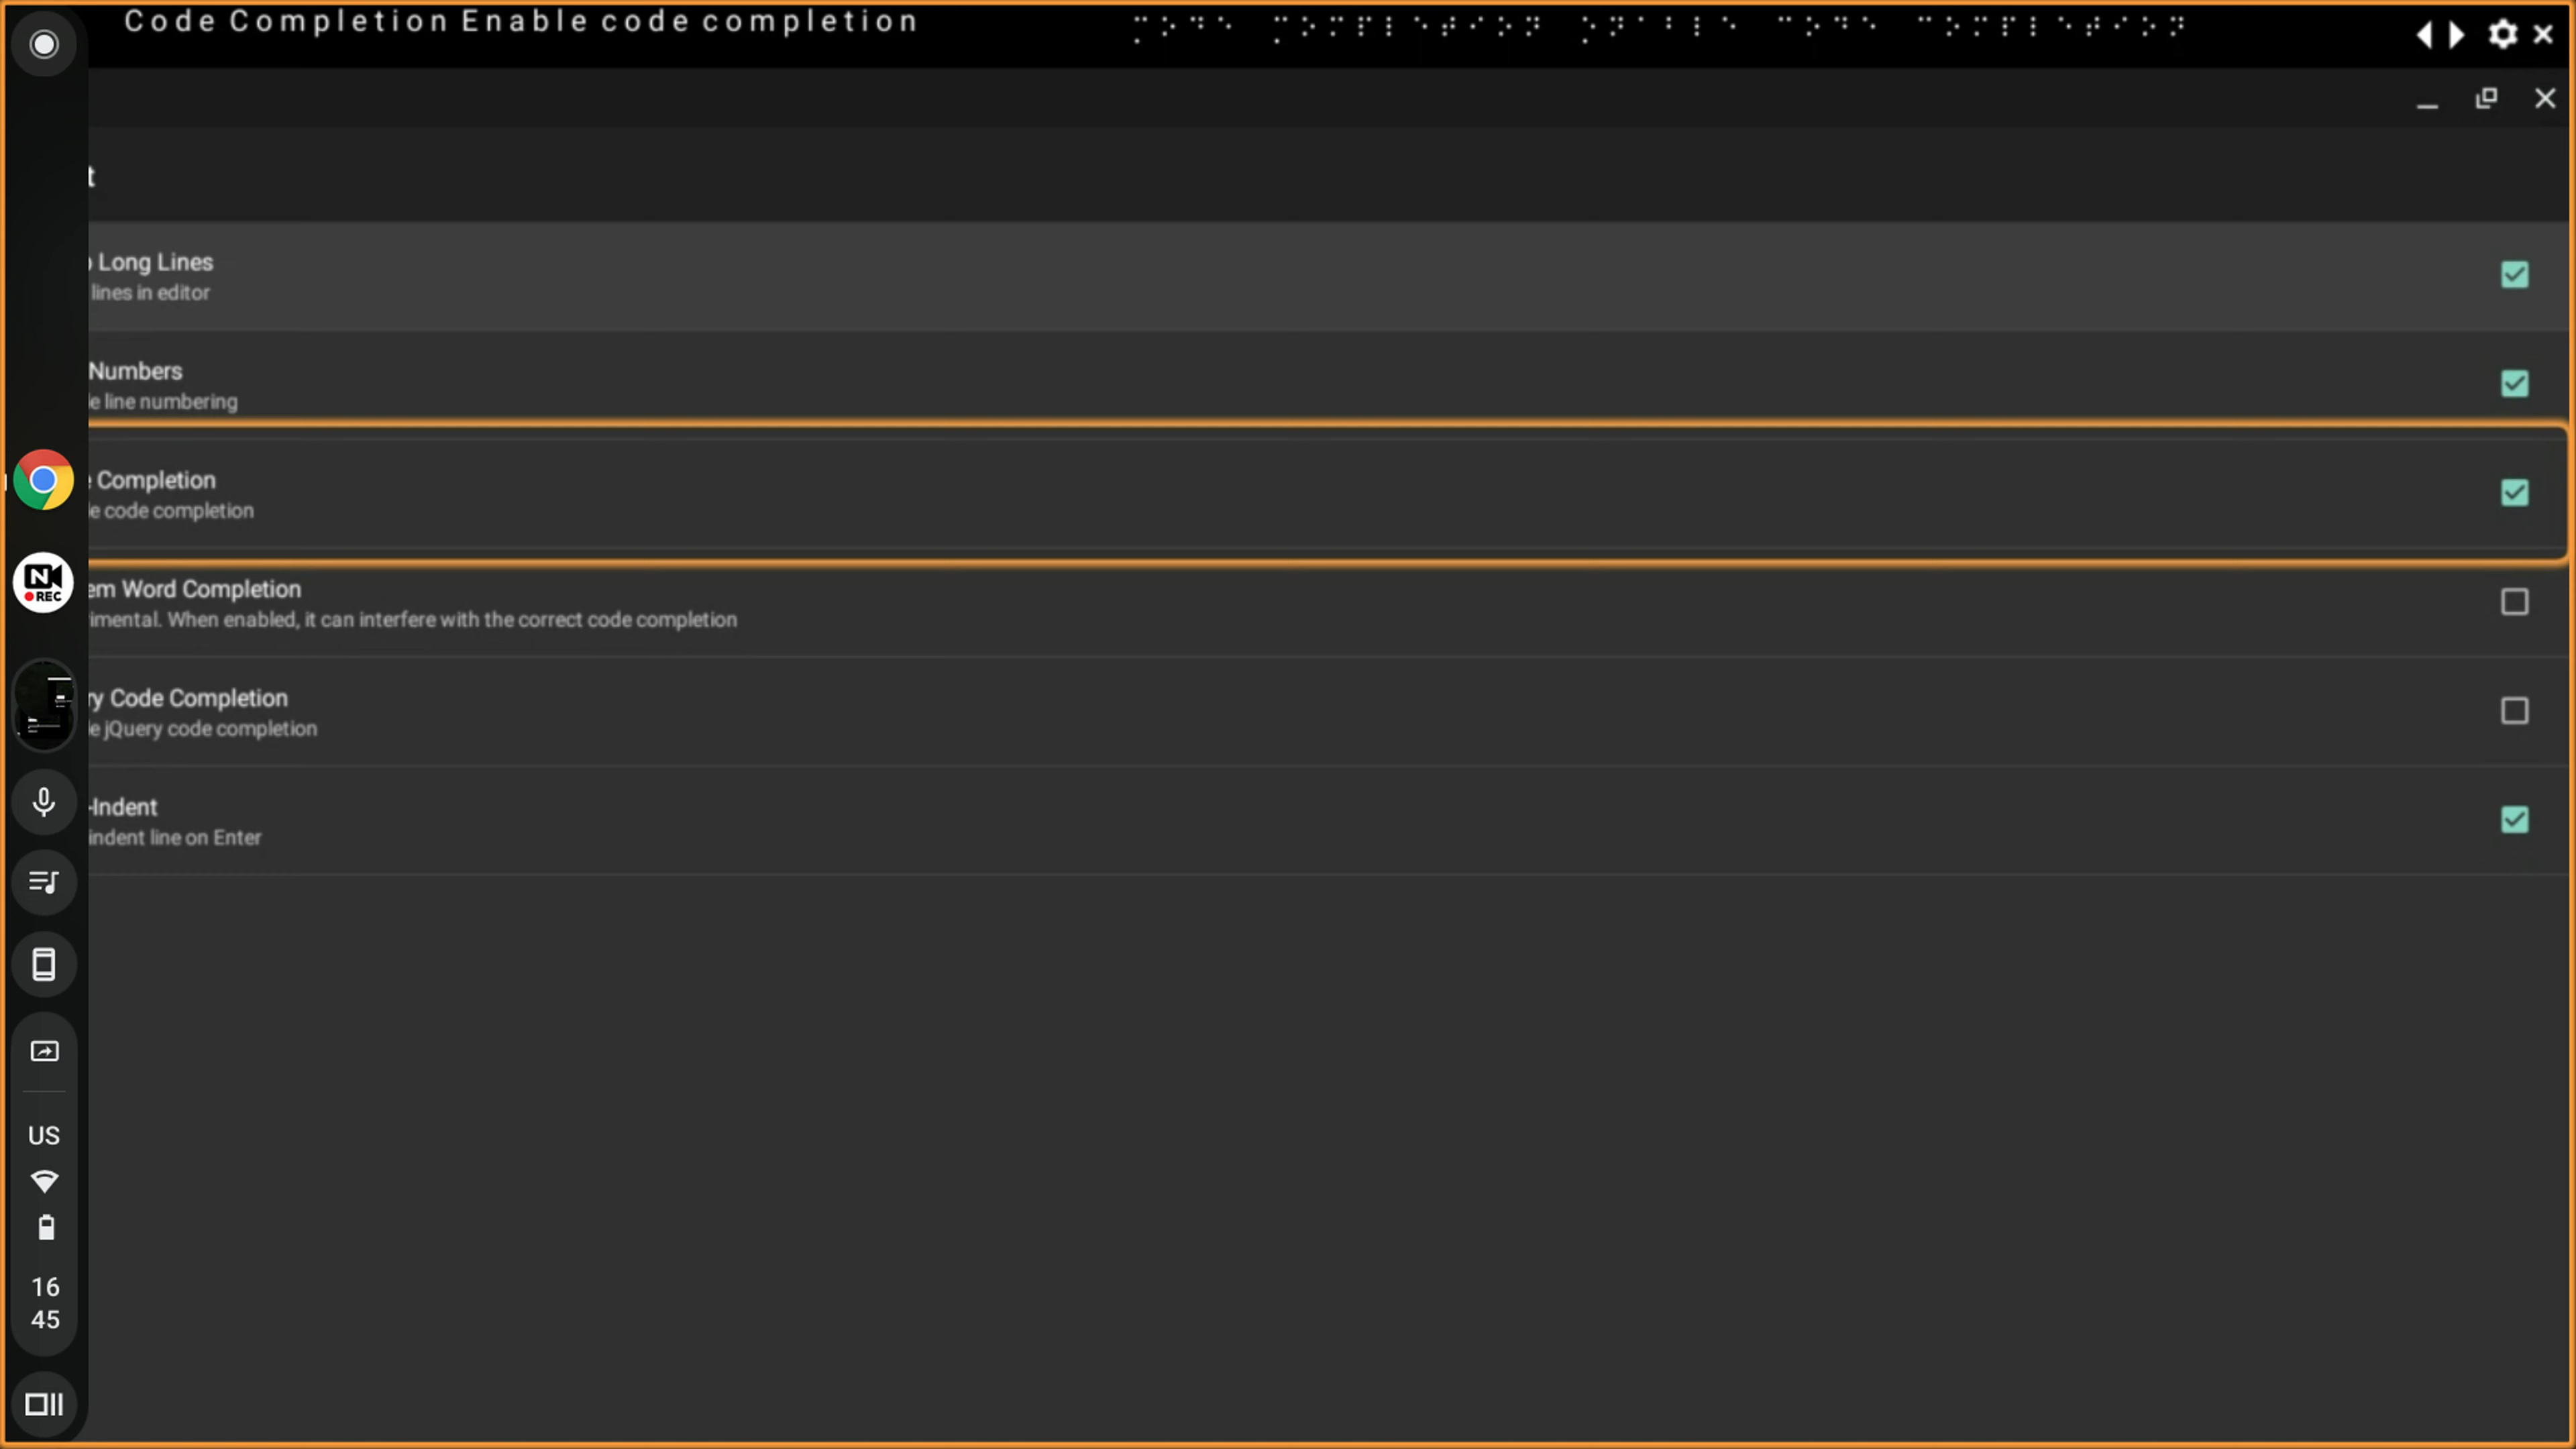 Code Completion Enable code completion
t
Long Lines
lines in editor
Numbers
e line numbering
Completion
e code completion
em Word Completion
imental. When enabled, it can interfere with the correct code completion
ry Code Completion
e jQuery code completion
-Indent
indent line on Enter
N
REC
US
16
45